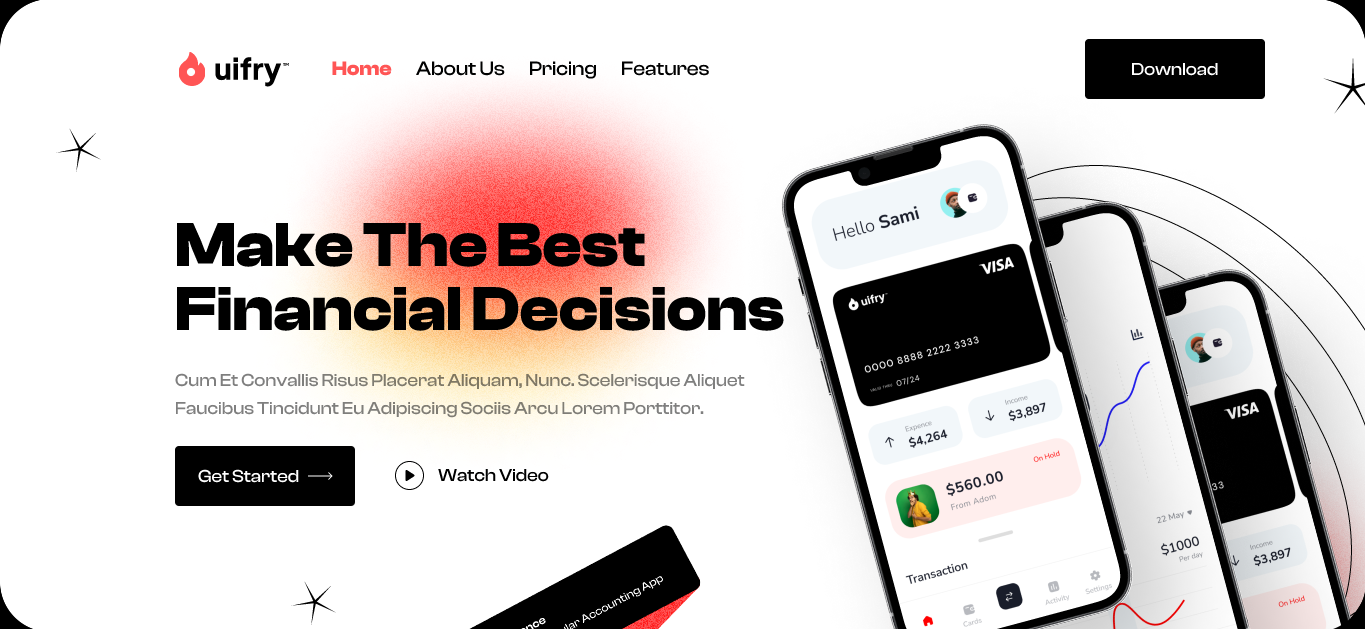 uifry™
Home
About Us
Pricing
Features
Download
Make The Best
Financial Decisions
Cum Et Convallis Risus Placerat Aliquam, Nunc. Scelerisque Aliquet
Faucibus Tincidunt Eu Adipiscing Sociis Arcu Lorem Porttitor.
Get Started
Watch Video
Hello Sami
VISA
uifry™
0000 8888 2222 3333
VALID THRU 07/24
Expence
$4,264
Income
$3,897
On Hold
$560.00
From Adom
Transaction
Cards
Activity
Settings
22 May
$1000
Per day
VISA
33
Income
$3,897
On Hold
App
Accounting